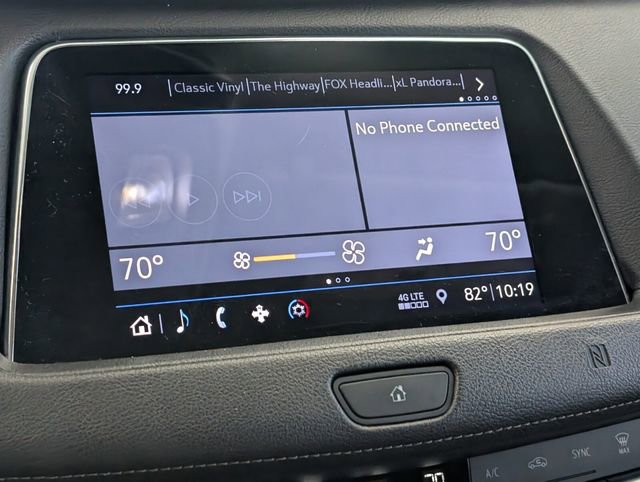 99.9 Classic Vinyl The Highway FOX Headli... xL Pandora...
No Phone Connected
70° 70°
4G LTE
82° 10:19
70
A/C SYNC MAX